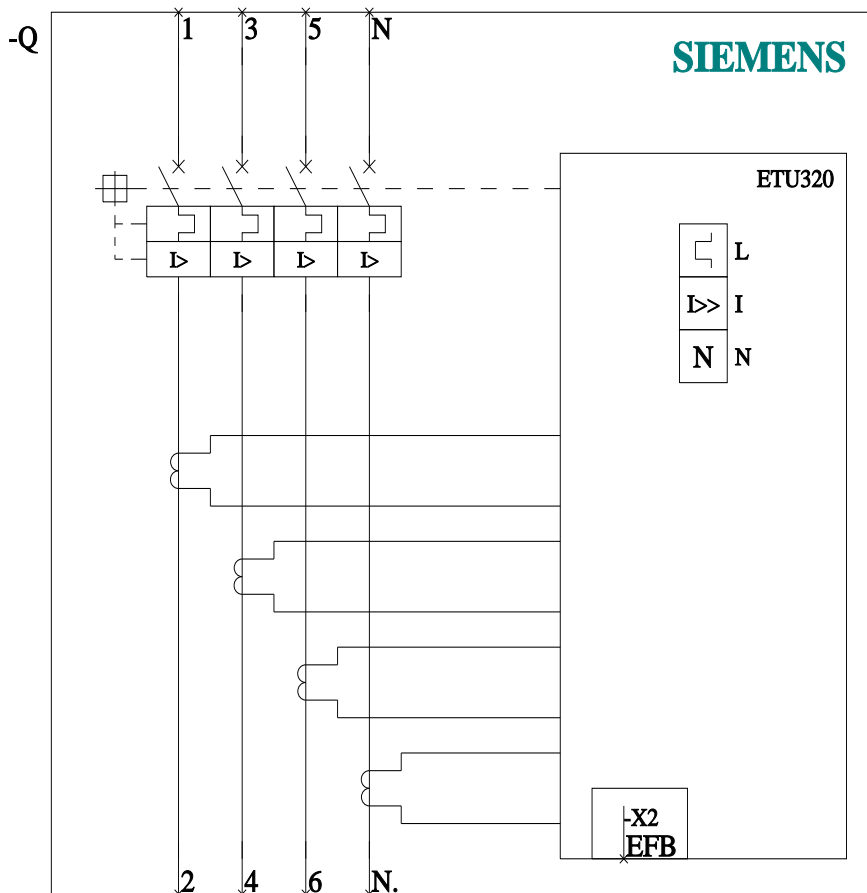 1 3 5 N
-Q
SIEMENS
ETU320
L
I> I> I> I>
I>> I
N N
-X2
EFB
2 4 6 N.